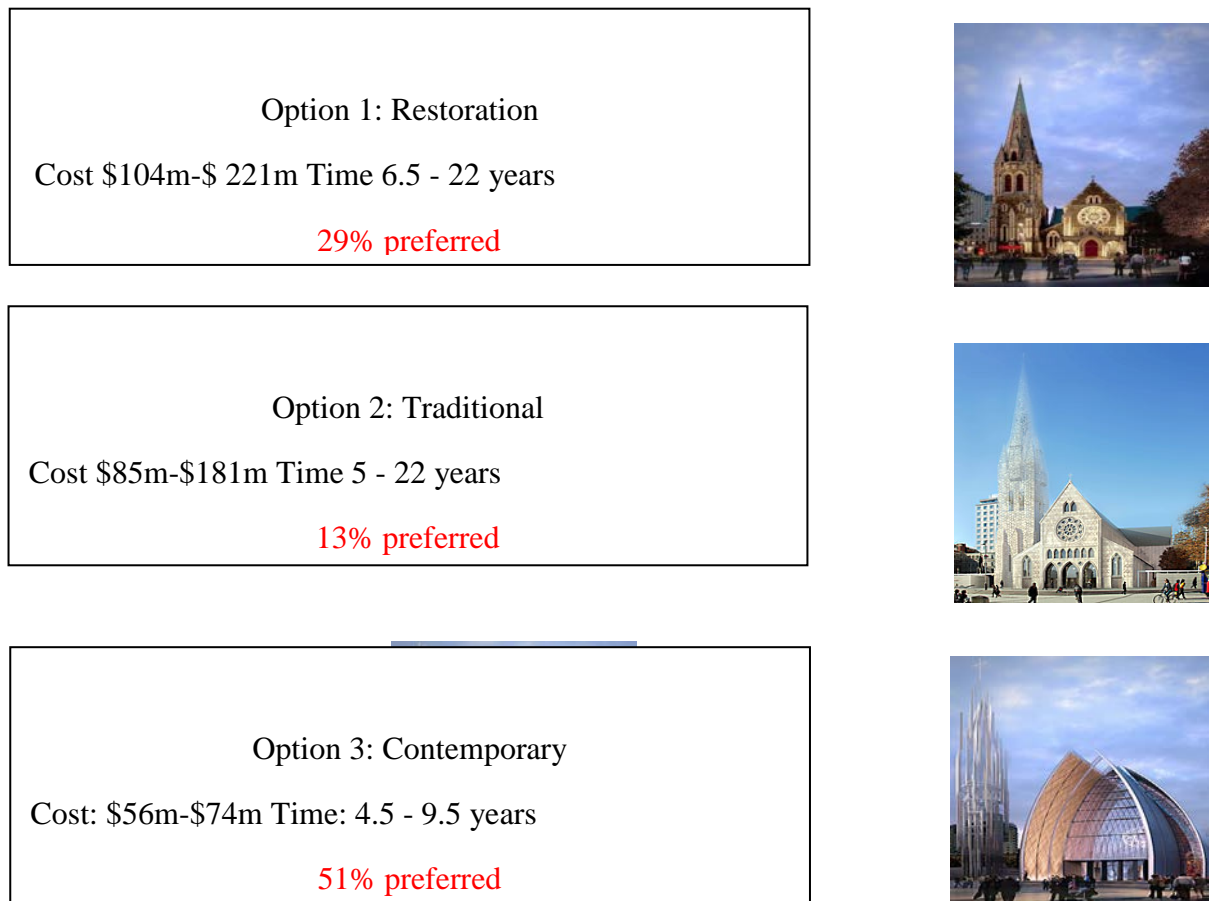 Option 1: Restoration
Cost $104m-$ 221m Time 6.5 - 22 years
29% preferred
Option 2: Traditional
Cost $85m-$181m Time 5 - 22 years
13% preferred
Option 3: Contemporary
Cost: $56m-$74m Time: 4.5 - 9.5 years
51% preferred